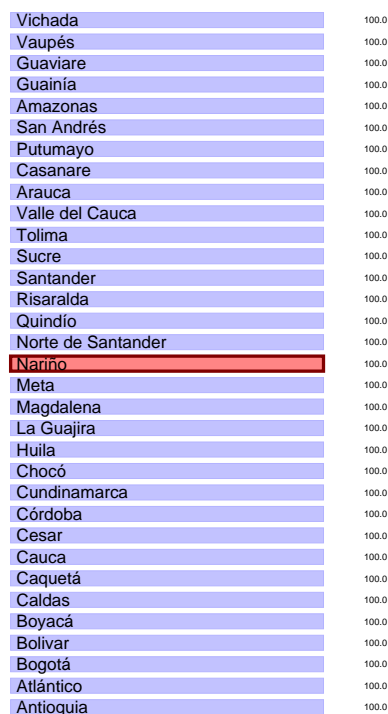 Vichada 100.0
Vaupés 100.0
Guaviare 100.0
Guainía 100.0
Amazonas 100.0
San Andrés 100.0
Putumayo 100.0
Casanare 100.0
Arauca 100.0
Valle del Cauca 100.0
Tolima 100.0
Sucre 100.0
Santander 100.0
Risaralda 100.0
Quindío 100.0
Norte de Santander 100.0
Nariño 100.0
Meta 100.0
Magdalena 100.0
La Guajira 100.0
Huila 100.0
Chocó 100.0
Cundinamarca 100.0
Córdoba 100.0
Cesar 100.0
Cauca 100.0
Caquetá 100.0
Caldas 100.0
Boyacá 100.0
Bolivar 100.0
Bogotá 100.0
Atlántico 100.0
Antioquia 100.0